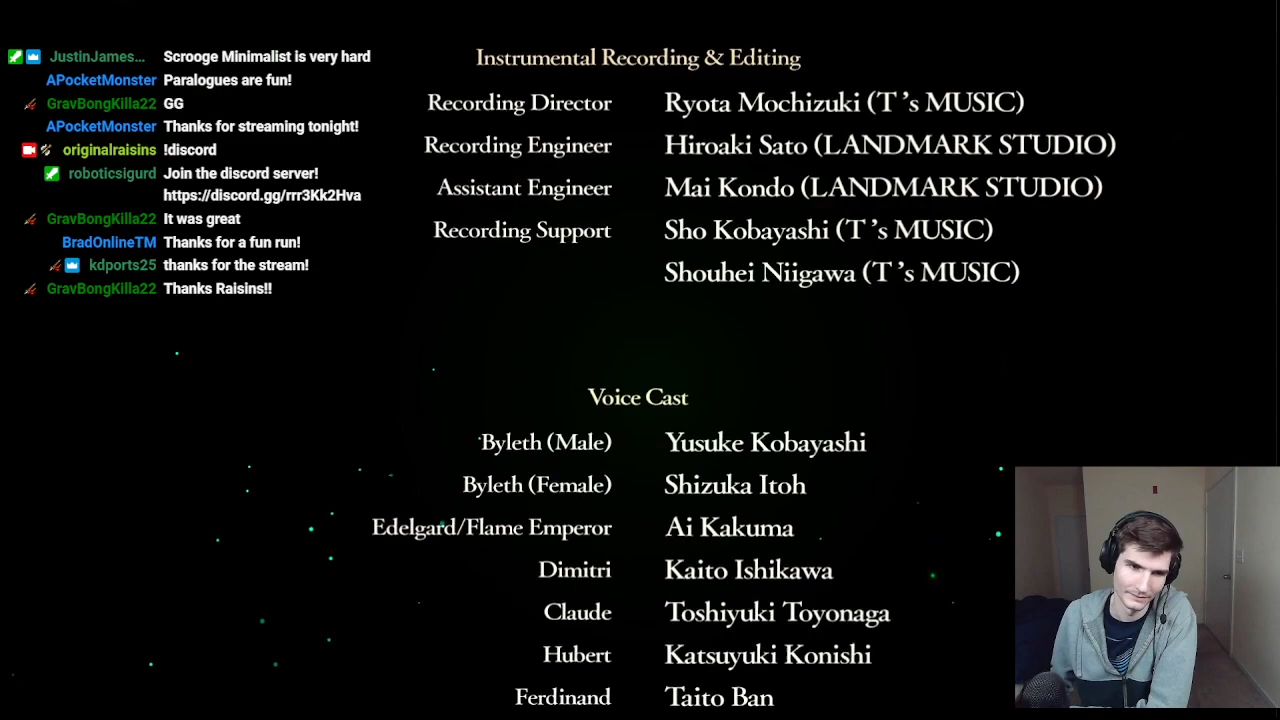 JustinJames… Scrooge Minimalist is very hard
APocketMonster Paralogues are fun!
GravBongKilla22 GG
APocketMonster Thanks for streaming tonight!
originalraisins !discord
roboticsigurd Join the discord server!
https://discord.gg/rrr3Kk2Hva
GravBongKilla22 It was great
BradOnlineTM Thanks for a fun run!
kdports25 thanks for the stream!
GravBongKilla22 Thanks Raisins!!
Instrumental Recording & Editing
Recording Director Ryota Mochizuki (T 's MUSIC)
Recording Engineer Hiroaki Sato (LANDMARK STUDIO)
Assistant Engineer Mai Kondo (LANDMARK STUDIO)
Recording Support Sho Kobayashi (T 's MUSIC)
Shouhei Niigawa (T 's MUSIC)
Voice Cast
Byleth (Male) Yusuke Kobayashi
Byleth (Female) Shizuka Itoh
Edelgard/Flame Emperor Ai Kakuma
Dimitri Kaito Ishikawa
Claude Toshiyuki Toyonaga
Hubert Katsuyuki Konishi
Ferdinand Taito Ban